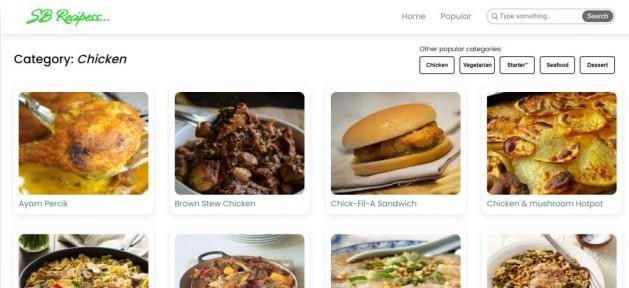 SB Recipess...
Home Popular Type something.. Search
Other popular categories:
Category: Chicken
Chicken Vegetarian Starter" Seafood Dessert
Ayam Percik Brown Stew Chicken Chick-Fil-A Sandwich Chicken & mushroom Hotpot